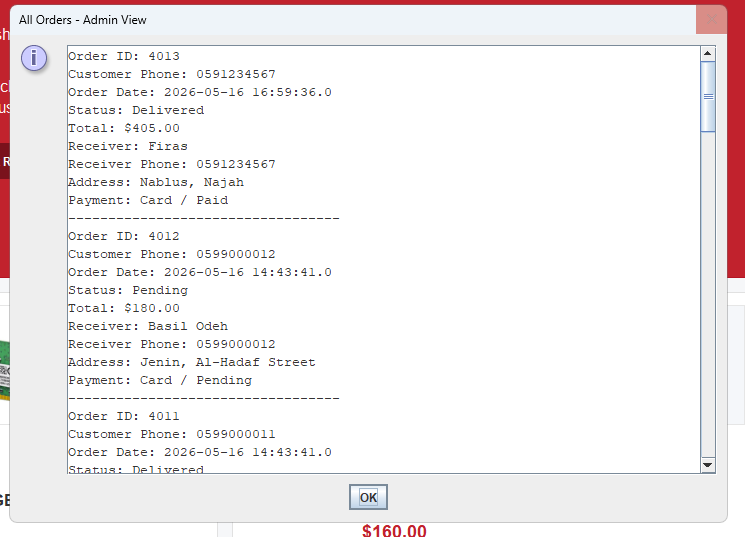 All Orders - Admin View
Order ID: 4013
Customer Phone: 0591234567
Order Date: 2026-05-16 16:59:36.0
Status: Delivered
Total: $405.00
Receiver: Firas
Receiver Phone: 0591234567
Address: Nablus, Najah
Payment: Card / Paid
----------------------------------
Order ID: 4012
Customer Phone: 0599000012
Order Date: 2026-05-16 14:43:41.0
Status: Pending
Total: $180.00
Receiver: Basil Odeh
Receiver Phone: 0599000012
Address: Jenin, Al-Hadaf Street
Payment: Card / Pending
----------------------------------
Order ID: 4011
Customer Phone: 0599000011
Order Date: 2026-05-16 14:43:41.0
Status: Delivered
OK
$160.00